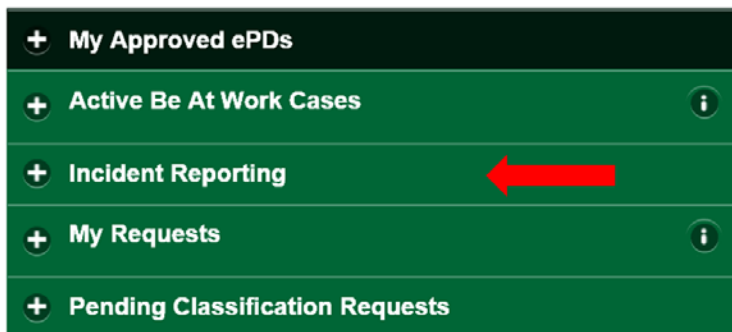 My Approved ePDs
Active Be At Work Cases
Incident Reporting
My Requests
Pending Classification Requests